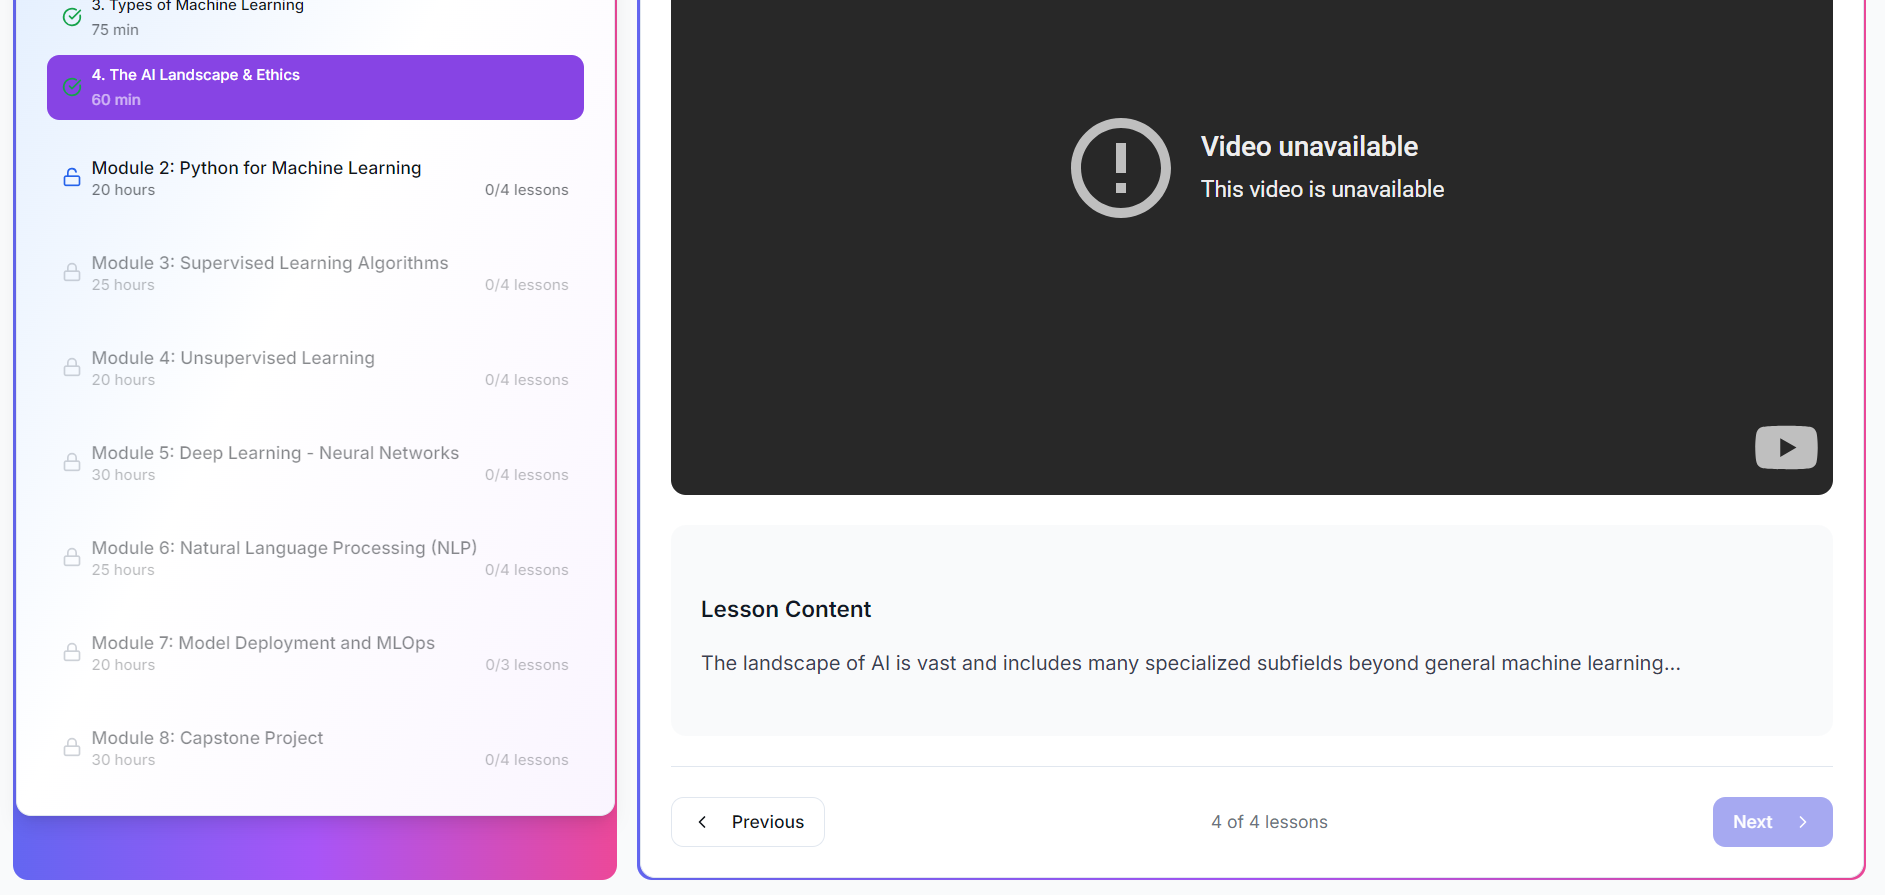 3. Types of Machine Learning
75 min
4. The AI Landscape & Ethics
60 min
Module 2: Python for Machine Learning
20 hours
0/4 lessons
Module 3: Supervised Learning Algorithms
25 hours
0/4 lessons
Module 4: Unsupervised Learning
20 hours
0/4 lessons
Module 5: Deep Learning - Neural Networks
30 hours
0/4 lessons
Module 6: Natural Language Processing (NLP)
25 hours
0/4 lessons
Module 7: Model Deployment and MLOps
20 hours
0/3 lessons
Module 8: Capstone Project
30 hours
0/4 lessons
Video unavailable
This video is unavailable
Lesson Content
The landscape of AI is vast and includes many specialized subfields beyond general machine learning...
Previous
4 of 4 lessons
Next